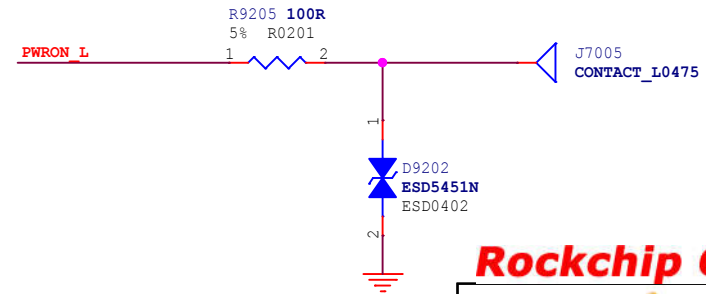 R9205 100R
5% R0201
PWRON_L
1
2
J7005
CONTACT_L0475
1
D9202
ESD5451N
ESD0402
2
Rockchip